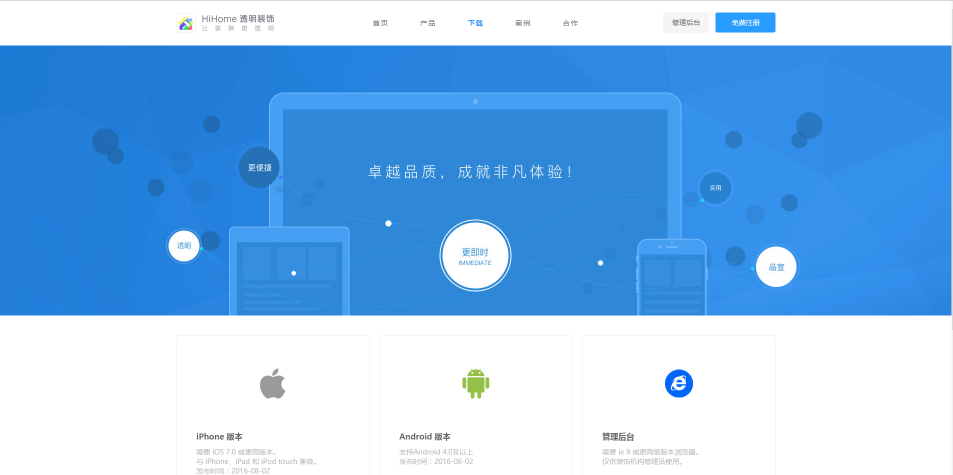 HiHome 透明装饰
让家装更透明
首页
产品
下载
案例
合作
管理后台
免费注册
更便捷
卓越品质，成就非凡体验！
实用
透明
更即时
IMMEDIATE
品宣
iPhone 版本
需要 iOS 7.0 或更高版本。
与 iPhone、iPad 和 iPod touch 兼容。
发布时间：2016-08-02
Android 版本
支持Android 4.0及以上
发布时间：2016-08-02
管理后台
需要 ie 9 或更高级版本浏览器。
仅供装饰机构管理员使用。